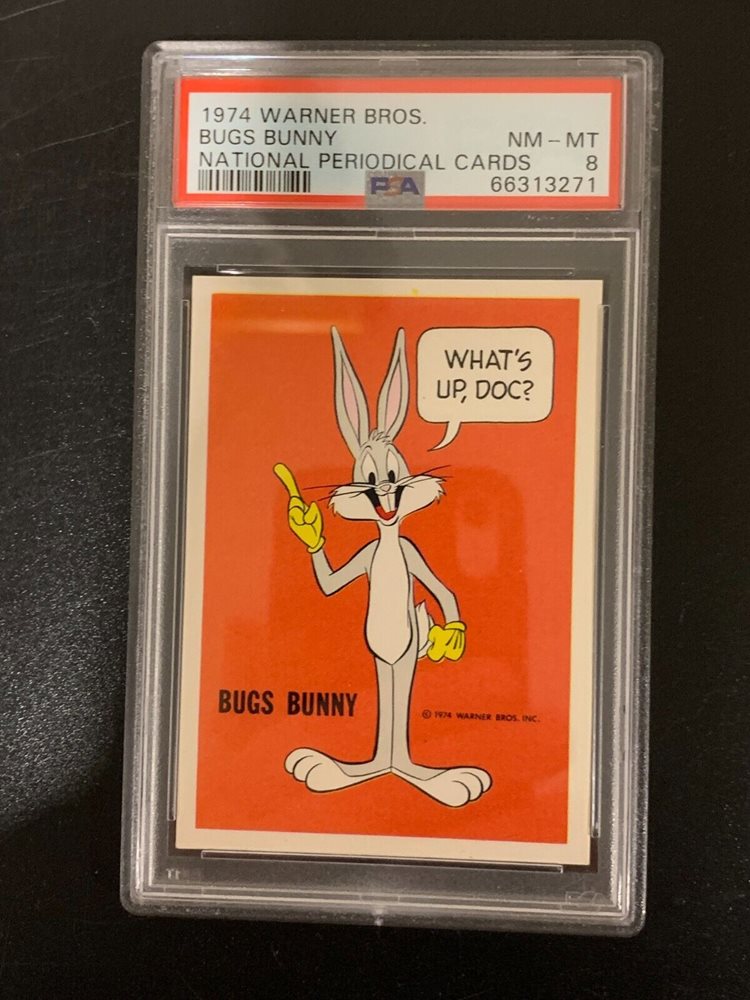 1974 WARNER BROS.
BUGS BUNNY NM-MT
NATIONAL PERIODICAL CARDS 8
PSA 66313271
WHAT'S
UP, DOC?
BUGS BUNNY
© 1974 WARNER BROS. INC.